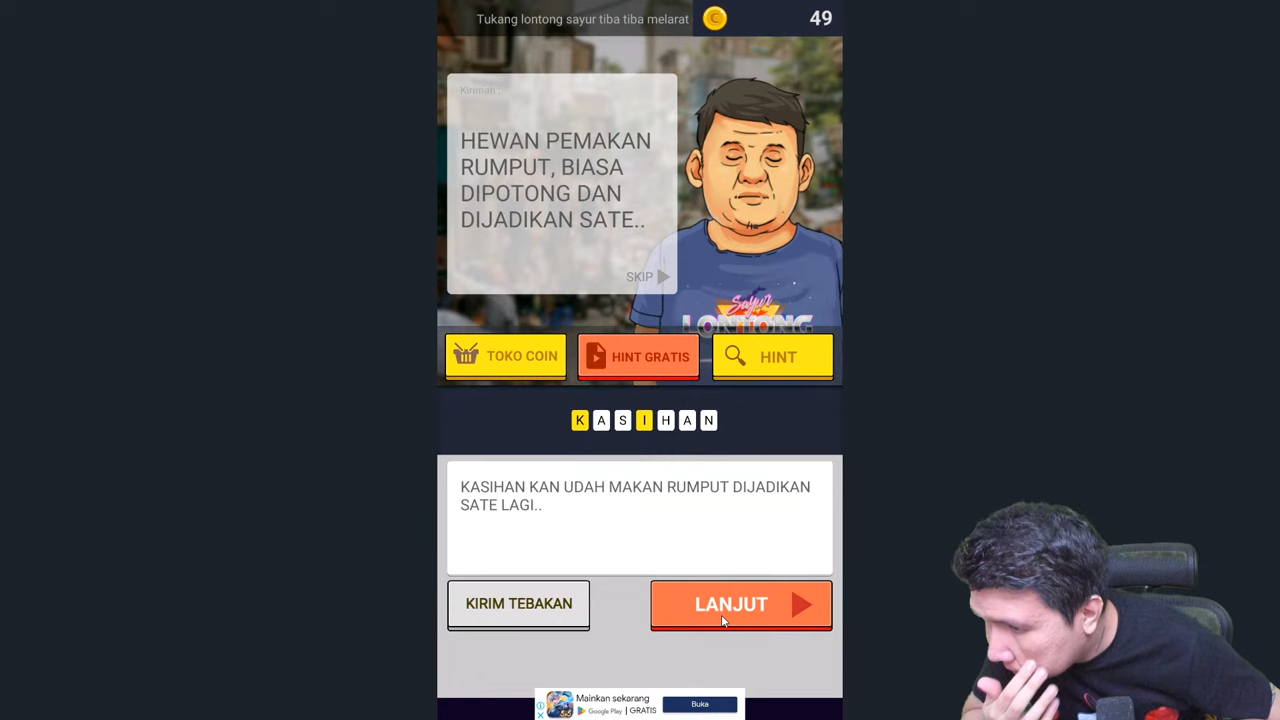 Tukang lontong sayur tiba tiba melarat
49
Kiriman :
HEWAN PEMAKAN
RUMPUT, BIASA
DIPOTONG DAN
DIJADIKAN SATE..
SKIP
Sayur
LONTONG
TOKO COIN
HINT GRATIS
HINT
KASIHAN
KASIHAN KAN UDAH MAKAN RUMPUT DIJADIKAN
SATE LAGI..
KIRIM TEBAKAN
LANJUT
Mainkan sekarang
Google Play | GRATIS
Buka